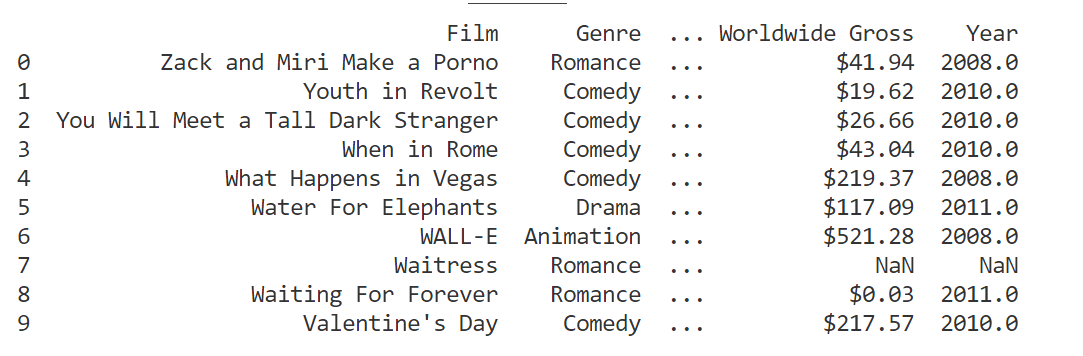 Film Genre ... Worldwide Gross Year
0 Zack and Miri Make a Porno Romance ... $41.94 2008.0
1 Youth in Revolt Comedy ... $19.62 2010.0
2 You Will Meet a Tall Dark Stranger Comedy ... $26.66 2010.0
3 When in Rome Comedy ... $43.04 2010.0
4 What Happens in Vegas Comedy ... $219.37 2008.0
5 Water For Elephants Drama ... $117.09 2011.0
6 WALL-E Animation ... $521.28 2008.0
7 Waitress Romance ... NaN NaN
8 Waiting For Forever Romance ... $0.03 2011.0
9 Valentine's Day Comedy ... $217.57 2010.0